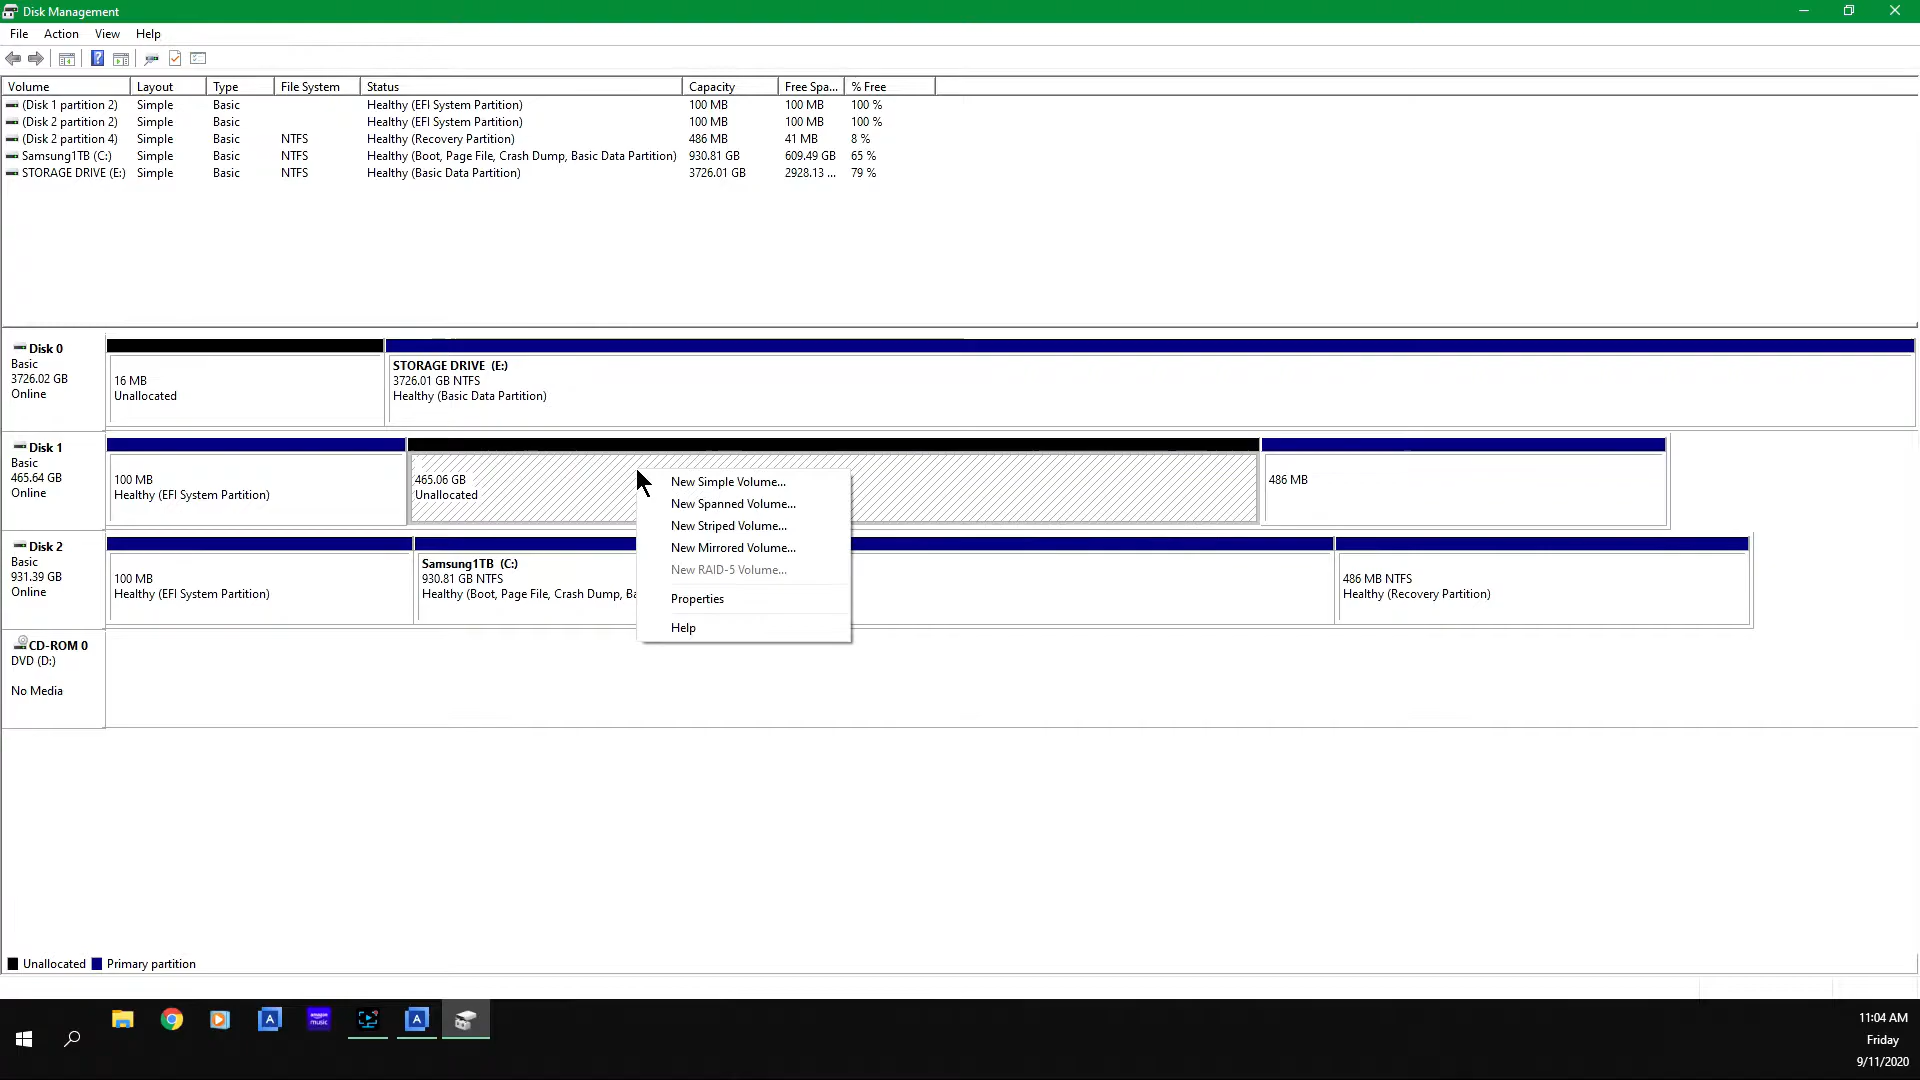 Disk Management
File Action View Help
Volume Layout Type File System Status Capacity Free Spa... % Free
(Disk 1 partition 2) Simple Basic Healthy (EFI System Partition) 100 MB 100 MB 100 %
(Disk 2 partition 2) Simple Basic Healthy (EFI System Partition) 100 MB 100 MB 100 %
(Disk 2 partition 4) Simple Basic NTFS Healthy (Recovery Partition) 486 MB 41 MB 8 %
Samsung1TB (C:) Simple Basic NTFS Healthy (Boot, Page File, Crash Dump, Basic Data Partition) 930.81 GB 609.49 GB 65 %
STORAGE DRIVE (E:) Simple Basic NTFS Healthy (Basic Data Partition) 3726.01 GB 2928.13 ... 79 %
Disk 0
Basic
3726.02 GB
Online
16 MB
Unallocated
STORAGE DRIVE (E:)
3726.01 GB NTFS
Healthy (Basic Data Partition)
Disk 1
Basic
465.64 GB
Online
100 MB
Healthy (EFI System Partition)
465.06 GB
Unallocated
486 MB
New Simple Volume...
New Spanned Volume...
New Striped Volume...
New Mirrored Volume...
New RAID-5 Volume...
Properties
Help
Disk 2
Basic
931.39 GB
Online
100 MB
Healthy (EFI System Partition)
Samsung1TB (C:)
930.81 GB NTFS
Healthy (Boot, Page File, Crash Dump, Ba
486 MB NTFS
Healthy (Recovery Partition)
CD-ROM 0
DVD (D:)
No Media
Unallocated Primary partition
amazon
music
11:04 AM
Friday
9/11/2020